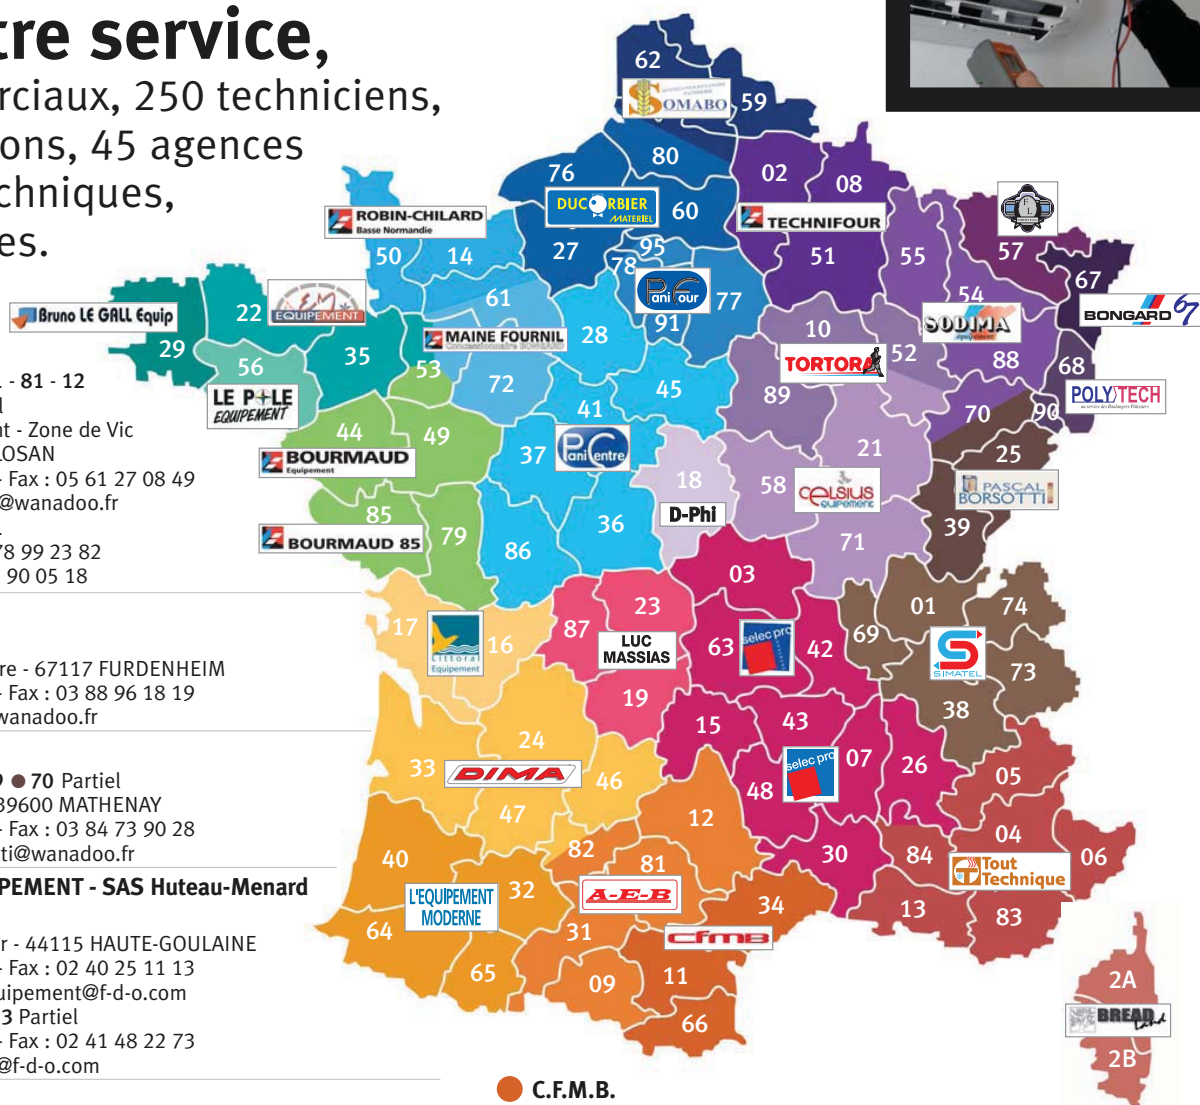 tre service,
rciaux, 250 techniciens,
ons, 45 agences
chniques,
es.
- 81 - 12
nt - Zone de Vic
LOSAN
- Fax : 05 61 27 08 49
@wanadoo.fr
78 99 23 82
90 05 18
re - 67117 FURDENHEIM
- Fax : 03 88 96 18 19
wanadoo.fr
9 ● 70 Partiel
39600 MATHENAY
- Fax : 03 84 73 90 28
tti@wanadoo.fr
PEMENT - SAS Huteau-Menard
r - 44115 HAUTE-GOULAINE
- Fax : 02 40 25 11 13
uipement@f-d-o.com
3 Partiel
- Fax : 02 41 48 22 73
@f-d-o.com
62
SOMABO
59
80
76
DUCORBIER
MATERIEL
60
02
08
TECHNIFOUR
ROBIN-CHILARD
Basse Normandie
50
14
27
95
78
51
55
57
67
BONGARD 67
22
EQUIPEMENT
61
Pani Four
77
54
Bruno LE GALL Equip
29
56
35
MAINE FOURNIL
28
91
10
SODIMA
équipement
LE POLE
EQUIPEMENT
53
72
45
TORTORA
52
88
68
POLYTECH
89
70
90
44
49
41
37
Pani Centre
21
25
BOURMAUD
Equipement
18
58
CELSIUS
EQUIPEMENT
PASCAL
BORSOTTI
D-Phi
85
BOURMAUD 85
79
86
36
71
39
03
17
Littoral
Equipement
16
87
23
LUC
MASSIAS
63
selec pro
42
69
01
74
SIMATEL
73
19
38
15
43
24
33
DIMA
46
selec pro
07
26
05
48
47
12
04
40
82
81
30
84
06
Tout
Technique
L'EQUIPEMENT
MODERNE
32
A-E-B
34
13
83
64
31
CFMB
65
09
11
2A
BREAD Land
66
2B
C.F.M.B.